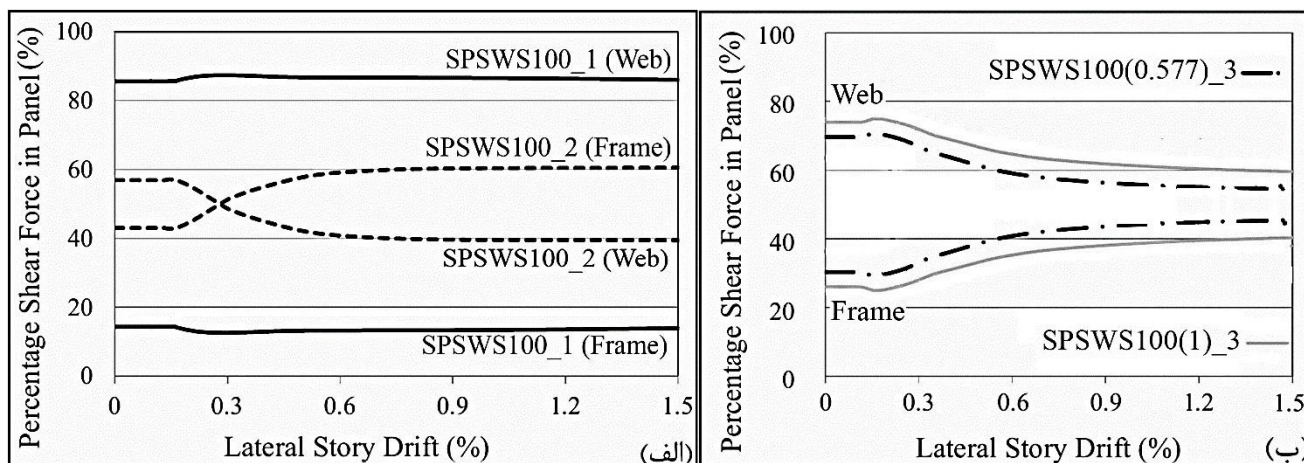 Percentage Shear Force in Panel (%)
100
80
60
40
20
0
SPSWS100_1 (Web)
SPSWS100_2 (Frame)
SPSWS100_2 (Web)
SPSWS100_1 (Frame)
0 0.3 0.6 0.9 1.2 1.5
Lateral Story Drift (%)
(الف)
Percentage Shear Force in Panel (%)
100
80
60
40
20
0
SPSWS100(0.577)_3
Web
Frame
SPSWS100(1)_3
0 0.3 0.6 0.9 1.2 1.5
Lateral Story Drift (%)
(ب)